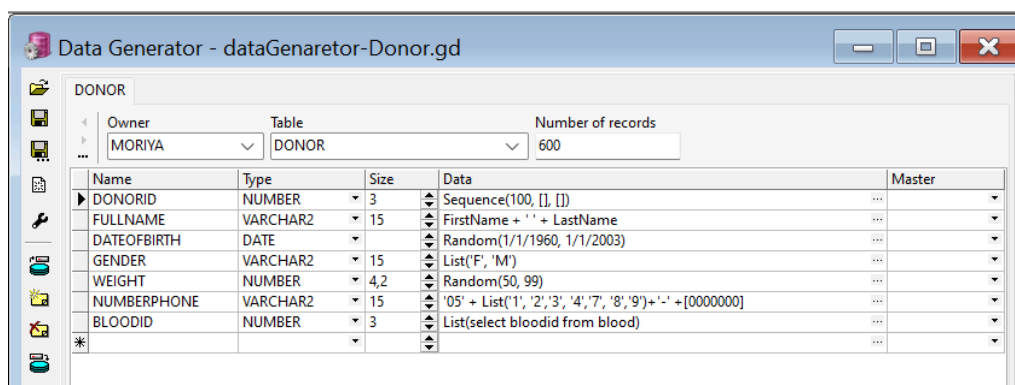 Data Generator - dataGenaretor-Donor.gd
DONOR
Owner Table Number of records
MORIYA DONOR 600
Name Type Size Data Master
DONORID NUMBER 3 Sequence(100, [], [])
FULLNAME VARCHAR2 15 FirstName + ' ' + LastName
DATEOFBIRTH DATE Random(1/1/1960, 1/1/2003)
GENDER VARCHAR2 15 List('F', 'M')
WEIGHT NUMBER 4,2 Random(50, 99)
NUMBERPHONE VARCHAR2 15 '05' + List('1', '2','3', '4','7', '8','9')+'-' +[0000000]
BLOODID NUMBER 3 List(select bloodid from blood)